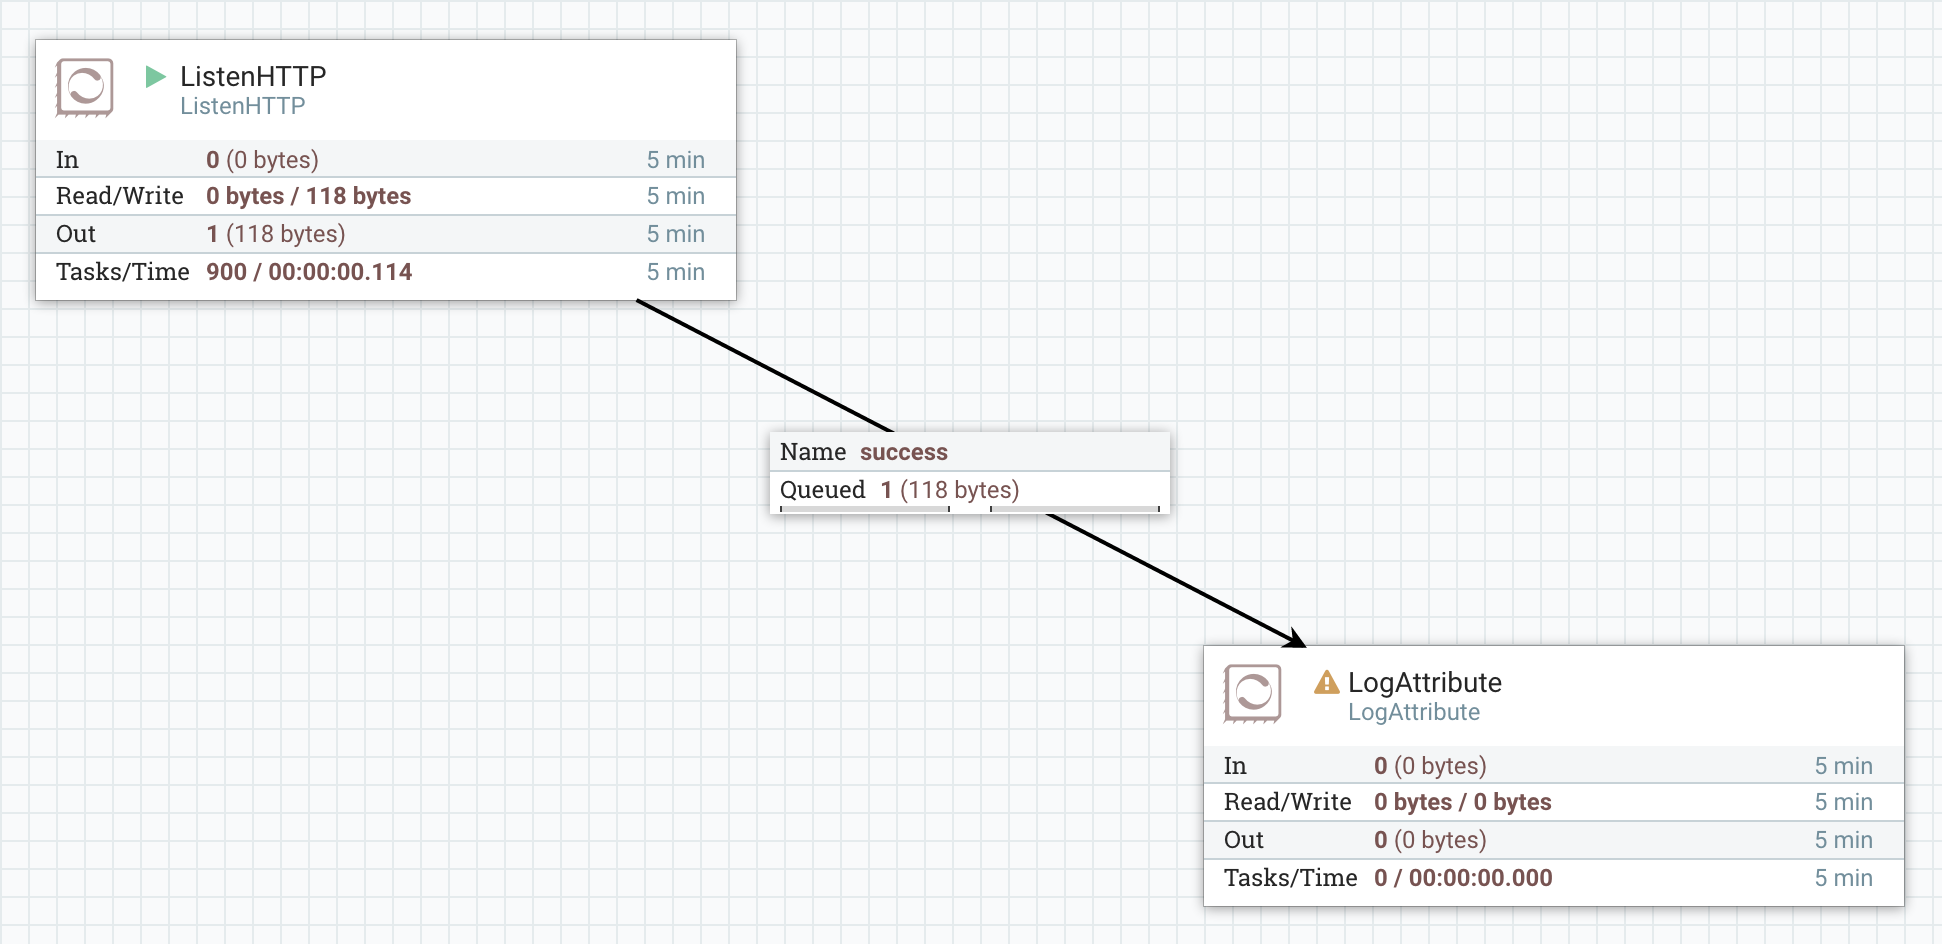 ListenHTTP
ListenHTTP
In 0 (0 bytes) 5 min
Read/Write 0 bytes / 118 bytes 5 min
Out 1 (118 bytes) 5 min
Tasks/Time 900 / 00:00:00.114 5 min
Name success
Queued 1 (118 bytes)
LogAttribute
LogAttribute
In 0 (0 bytes) 5 min
Read/Write 0 bytes / 0 bytes 5 min
Out 0 (0 bytes) 5 min
Tasks/Time 0 / 00:00:00.000 5 min